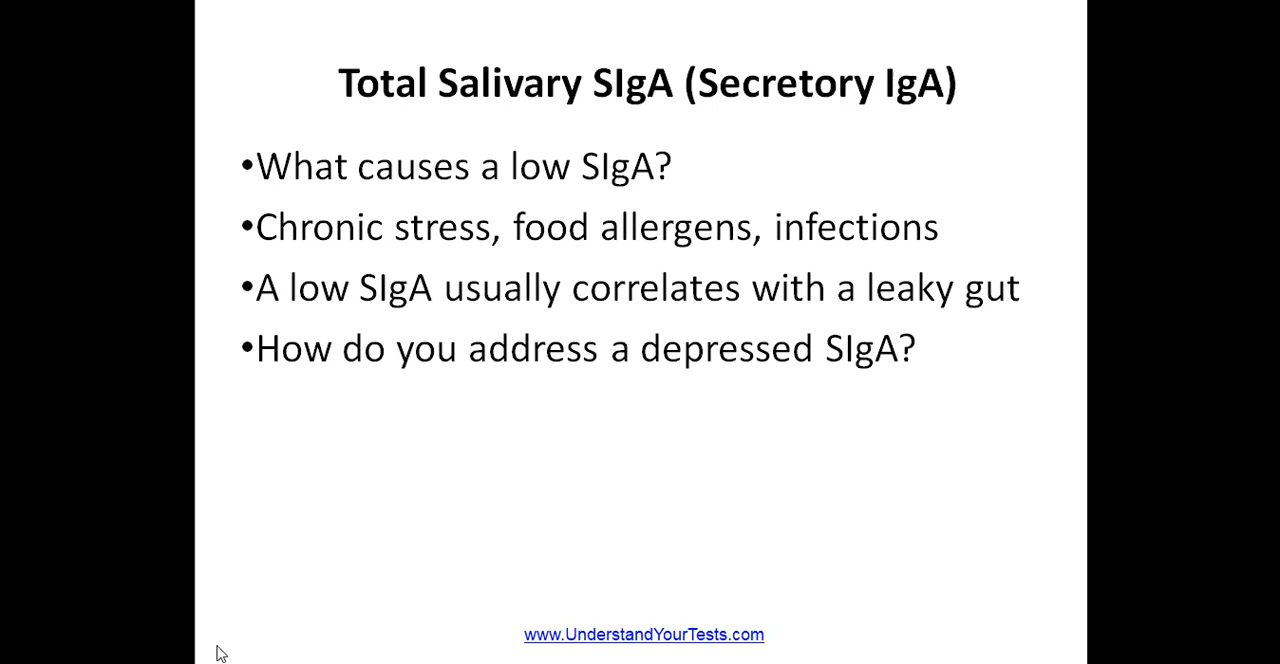 Total Salivary SIgA (Secretory IgA)
•What causes a low SIgA?
•Chronic stress, food allergens, infections
•A low SIgA usually correlates with a leaky gut
•How do you address a depressed SIgA?
www.UnderstandYourTests.com